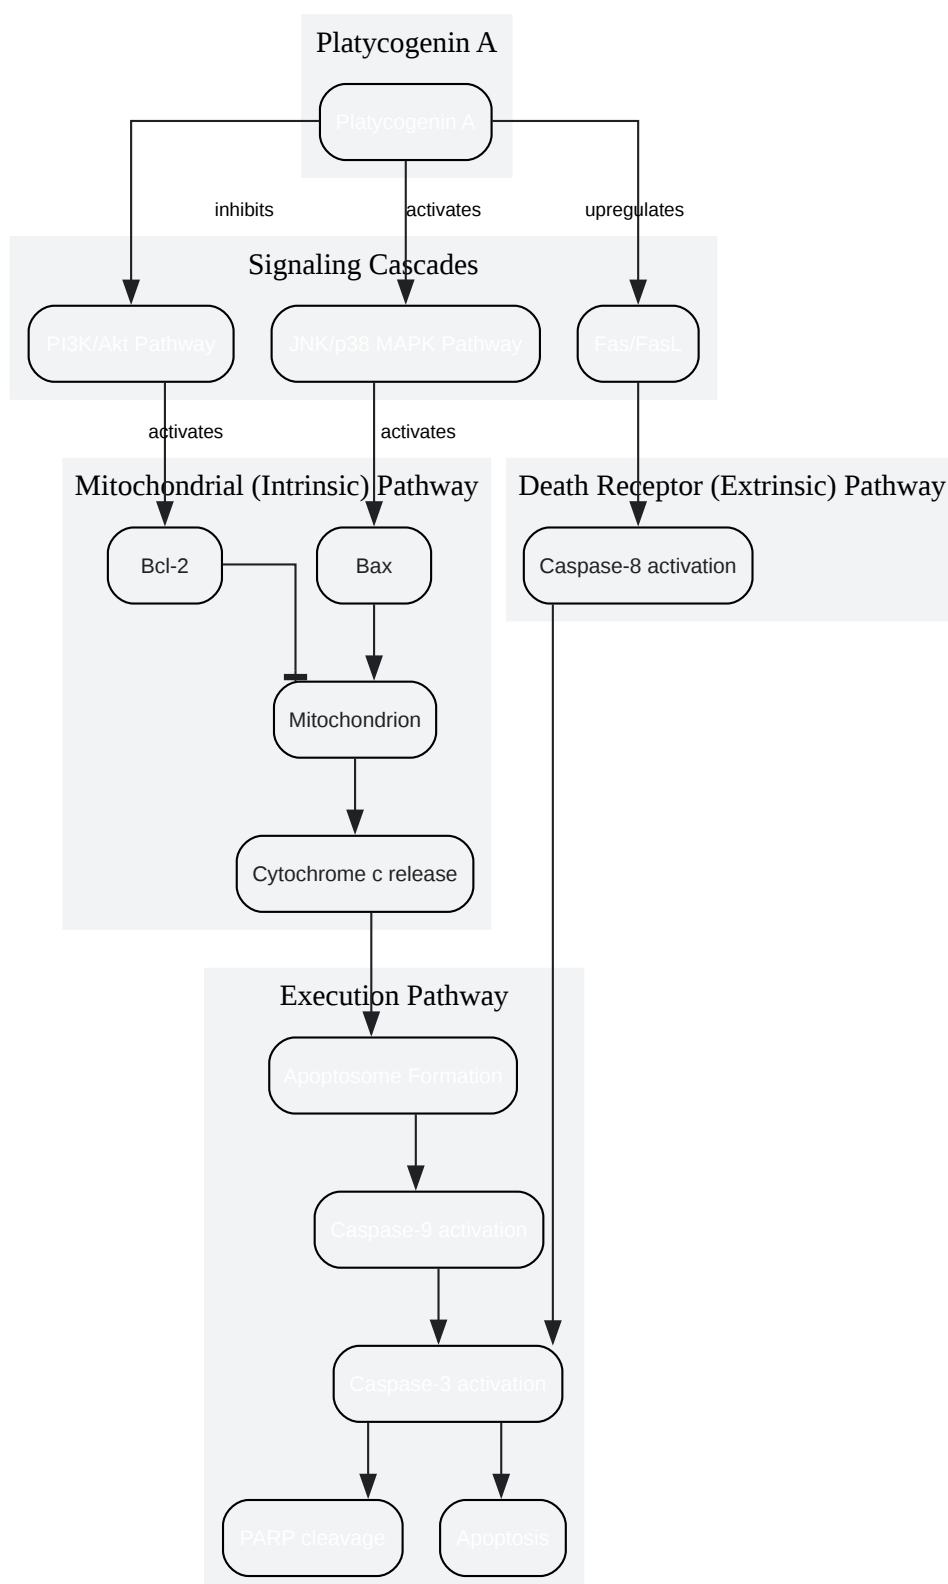 Platycogenin A
Platycogenin A
inhibits
activates
upregulates
Signaling Cascades
PI3K/Akt Pathway
JNK/p38 MAPK Pathway
Fas/FasL
activates
activates
Mitochondrial (Intrinsic) Pathway
Death Receptor (Extrinsic) Pathway
Bcl-2
Bax
Caspase-8 activation
Mitochondrion
Cytochrome c release
Execution Pathway
Apoptosome Formation
Caspase-9 activation
Caspase-3 activation
PARP cleavage
Apoptosis